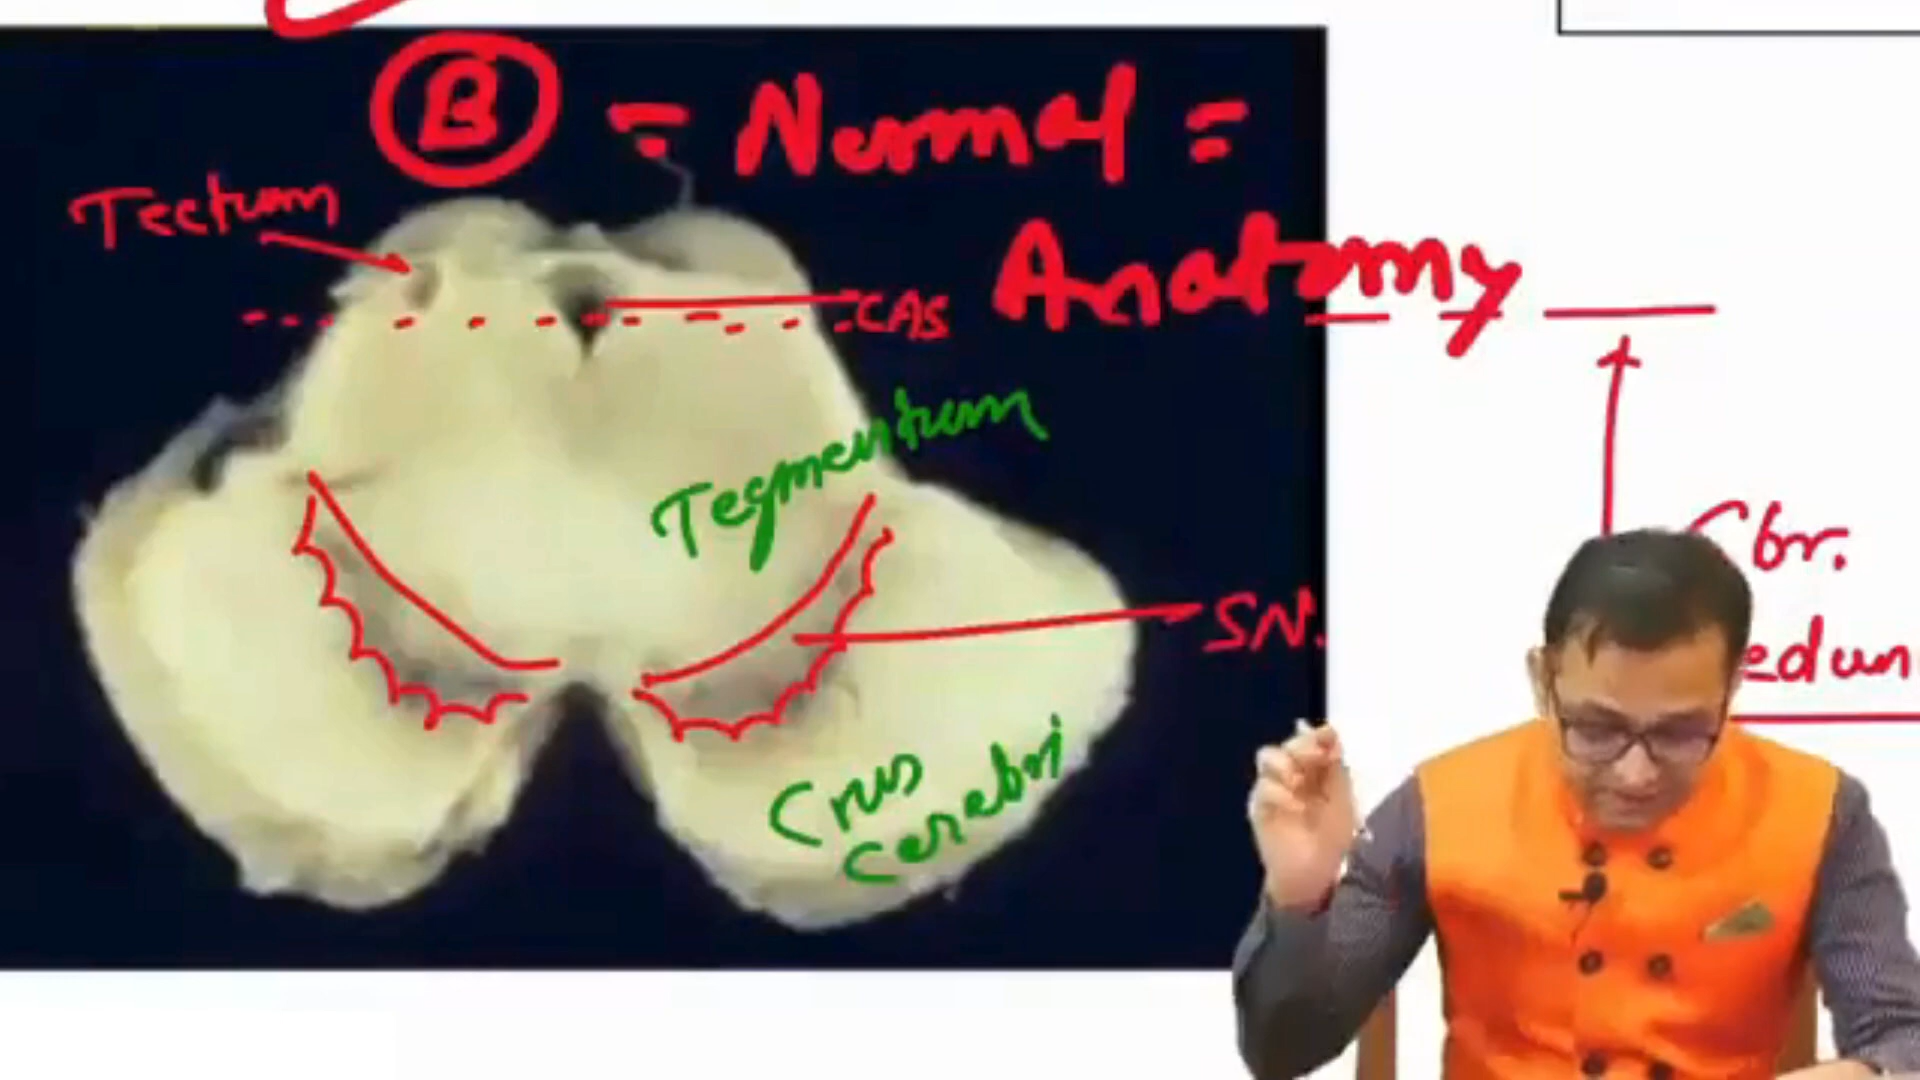 B = Normal =
Tectum
Anatomy
CAS
Tegmentum
Cbr.
SN.
edun
Crus
cerebri